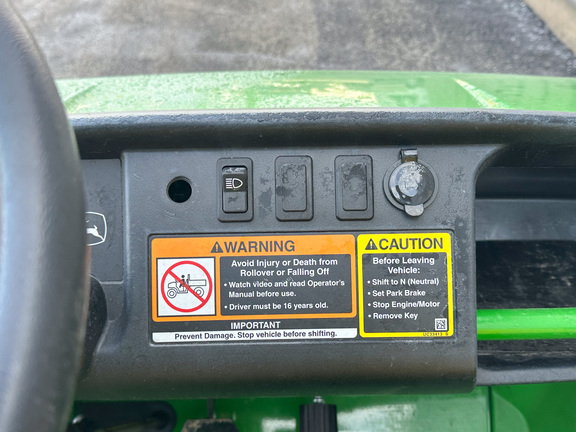 WARNING
Avoid Injury or Death from
Rollover or Falling Off
• Watch video and read Operator's
Manual before use.
• Driver must be 16 years old.
IMPORTANT
Prevent Damage. Stop vehicle before shifting.
CAUTION
Before Leaving
Vehicle:
• Shift to N (Neutral)
• Set Park Brake
• Stop Engine/Motor
• Remove Key